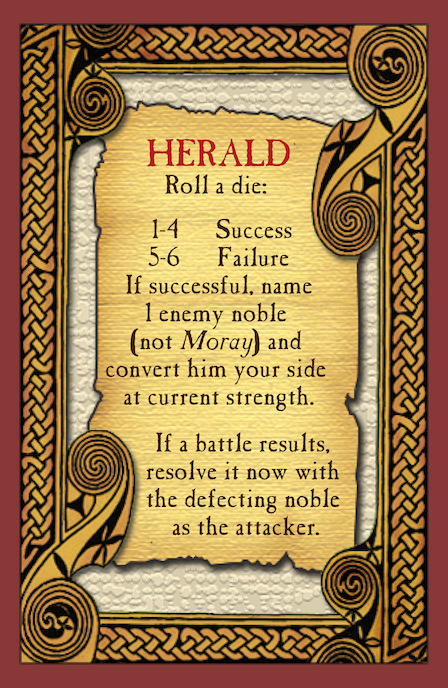 HERALD
Roll a die:
1-4 Success
5-6 Failure
If successful, name
1 enemy noble
(not Moray) and
convert him your side
at current strength.
If a battle results,
resolve it now with
the defecting noble
as the attacker.